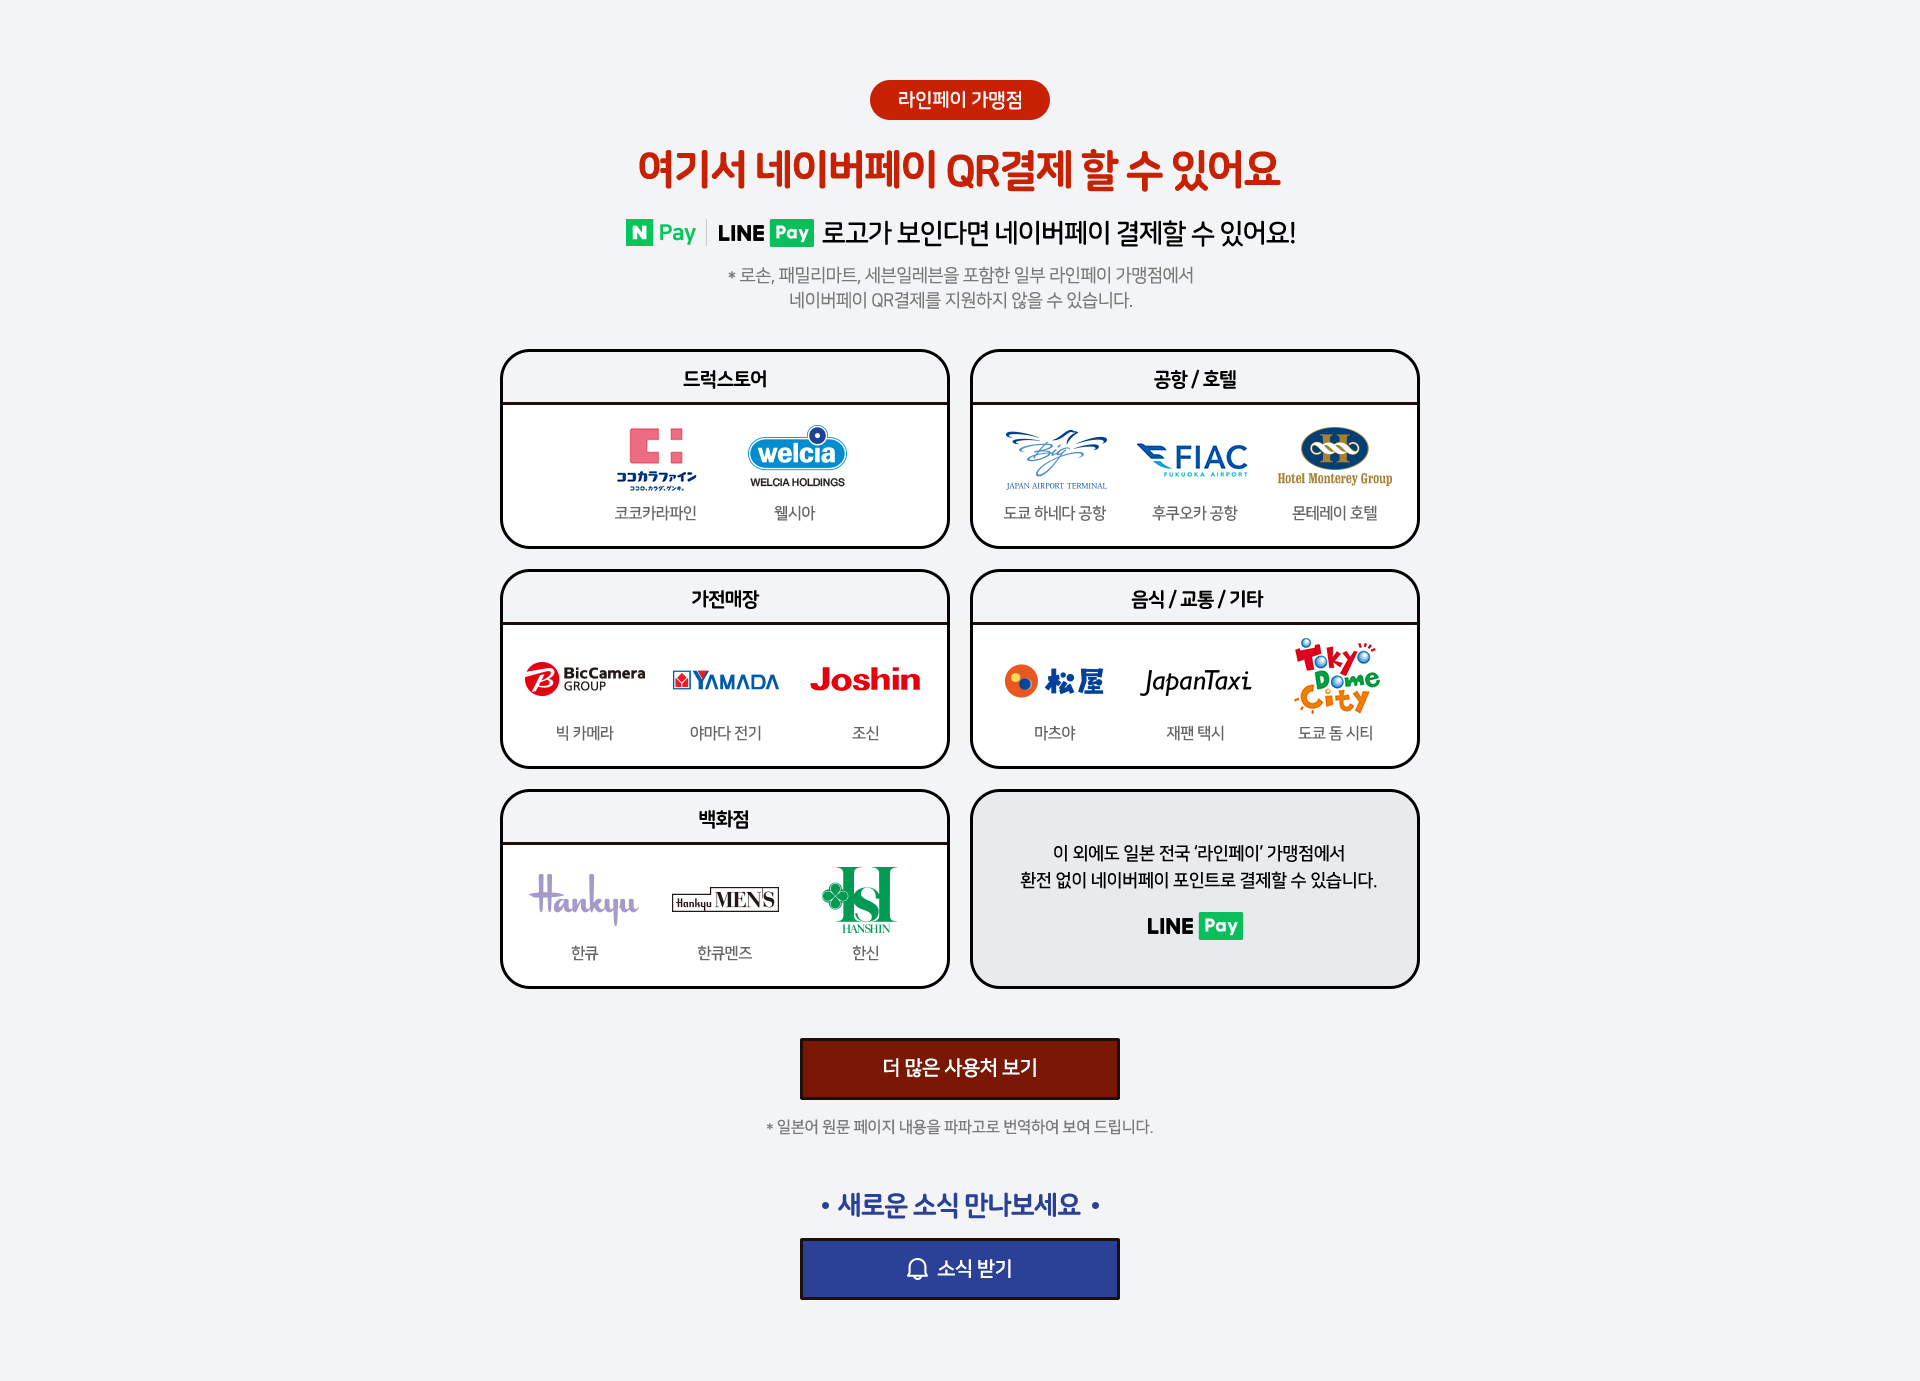 라인페이 가맹점
여기서 네이버페이 QR결제 할 수 있어요
N Pay LINE Pay 로고가 보인다면 네이버페이 결제할 수 있어요!
* 로손, 패밀리마트, 세븐일레븐을 포함한 일부 라인페이 가맹점에서
네이버페이 QR결제를 지원하지 않을 수 있습니다.
드럭스토어
ココカラファイン
ココロ、カラダ、ゲンキ。
코코카라파인
welcia
WELCIA HOLDINGS
웰시아
공항 / 호텔
Big
JAPAN AIRPORT TERMINAL
도쿄 하네다 공항
FIAC
FUKUOKA AIRPORT
후쿠오카 공항
H
Hotel Monterey Group
몬테레이 호텔
가전매장
B BicCamera
GROUP
빅 카메라
YAMADA
야마다 전기
Joshin
조신
음식 / 교통 / 기타
松屋
마츠야
JapanTaxi
재팬 택시
Tokyo
Dome
City
도쿄 돔 시티
백화점
Hankyu
한큐
Hankyu MEN'S
한큐멘즈
HSH
HANSHIN
한신
이 외에도 일본 전국 ‘라인페이’ 가맹점에서
환전 없이 네이버페이 포인트로 결제할 수 있습니다.
LINE Pay
더 많은 사용처 보기
* 일본어 원문 페이지 내용을 파파고로 번역하여 보여 드립니다.
• 새로운 소식 만나보세요 •
소식 받기